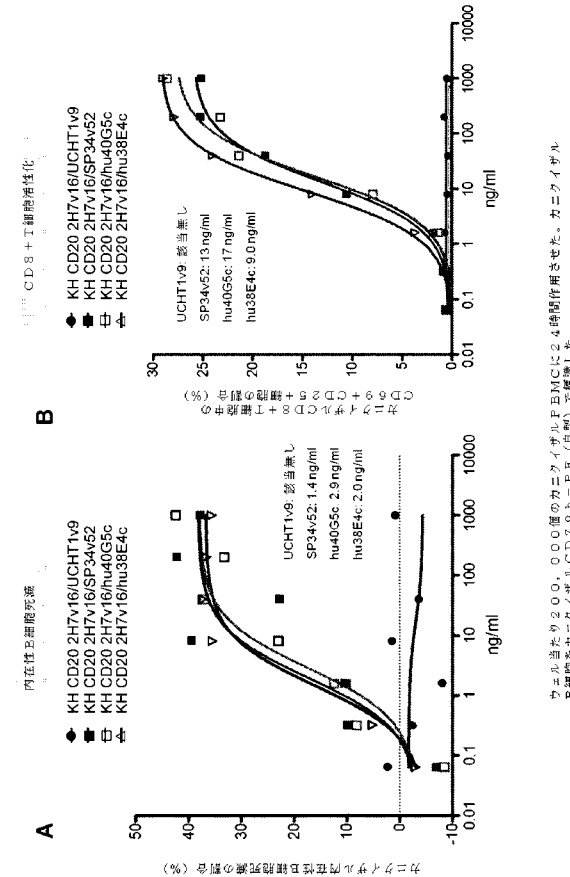 A
内在性B細胞死滅
KH CD20 2H7v16/UCHT1v9
KH CD20 2H7v16/SP34v52
KH CD20 2H7v16/hu40G5c
KH CD20 2H7v16/hu38E4c
カニクイザル内在性B細胞死滅の割合(%)
50
40
30
20
10
0
-10
UCHT1v9: 該当無し
SP34v52: 1.4 ng/ml
hu40G5c: 2.9 ng/ml
hu38E4c: 2.0 ng/ml
0.01
0.1
1
10
100
1000
10000
ng/ml
B
CD8+T細胞活性化
KH CD20 2H7v16/UCHT1v9
KH CD20 2H7v16/SP34v52
KH CD20 2H7v16/hu40G5c
KH CD20 2H7v16/hu38E4c
カニクイザルCD8+T細胞中の
CD69+CD25+細胞の割合(%)
30
25
20
15
10
5
0
UCHT1v9: 該当無し
SP34v52: 13 ng/ml
hu40G5c: 17 ng/ml
hu38E4c: 9.0 ng/ml
0.01
0.1
1
10
100
1000
10000
ng/ml
ウェル当たり200,000個のカニクイザルPBMCに24時間作用させた。カニクイザル